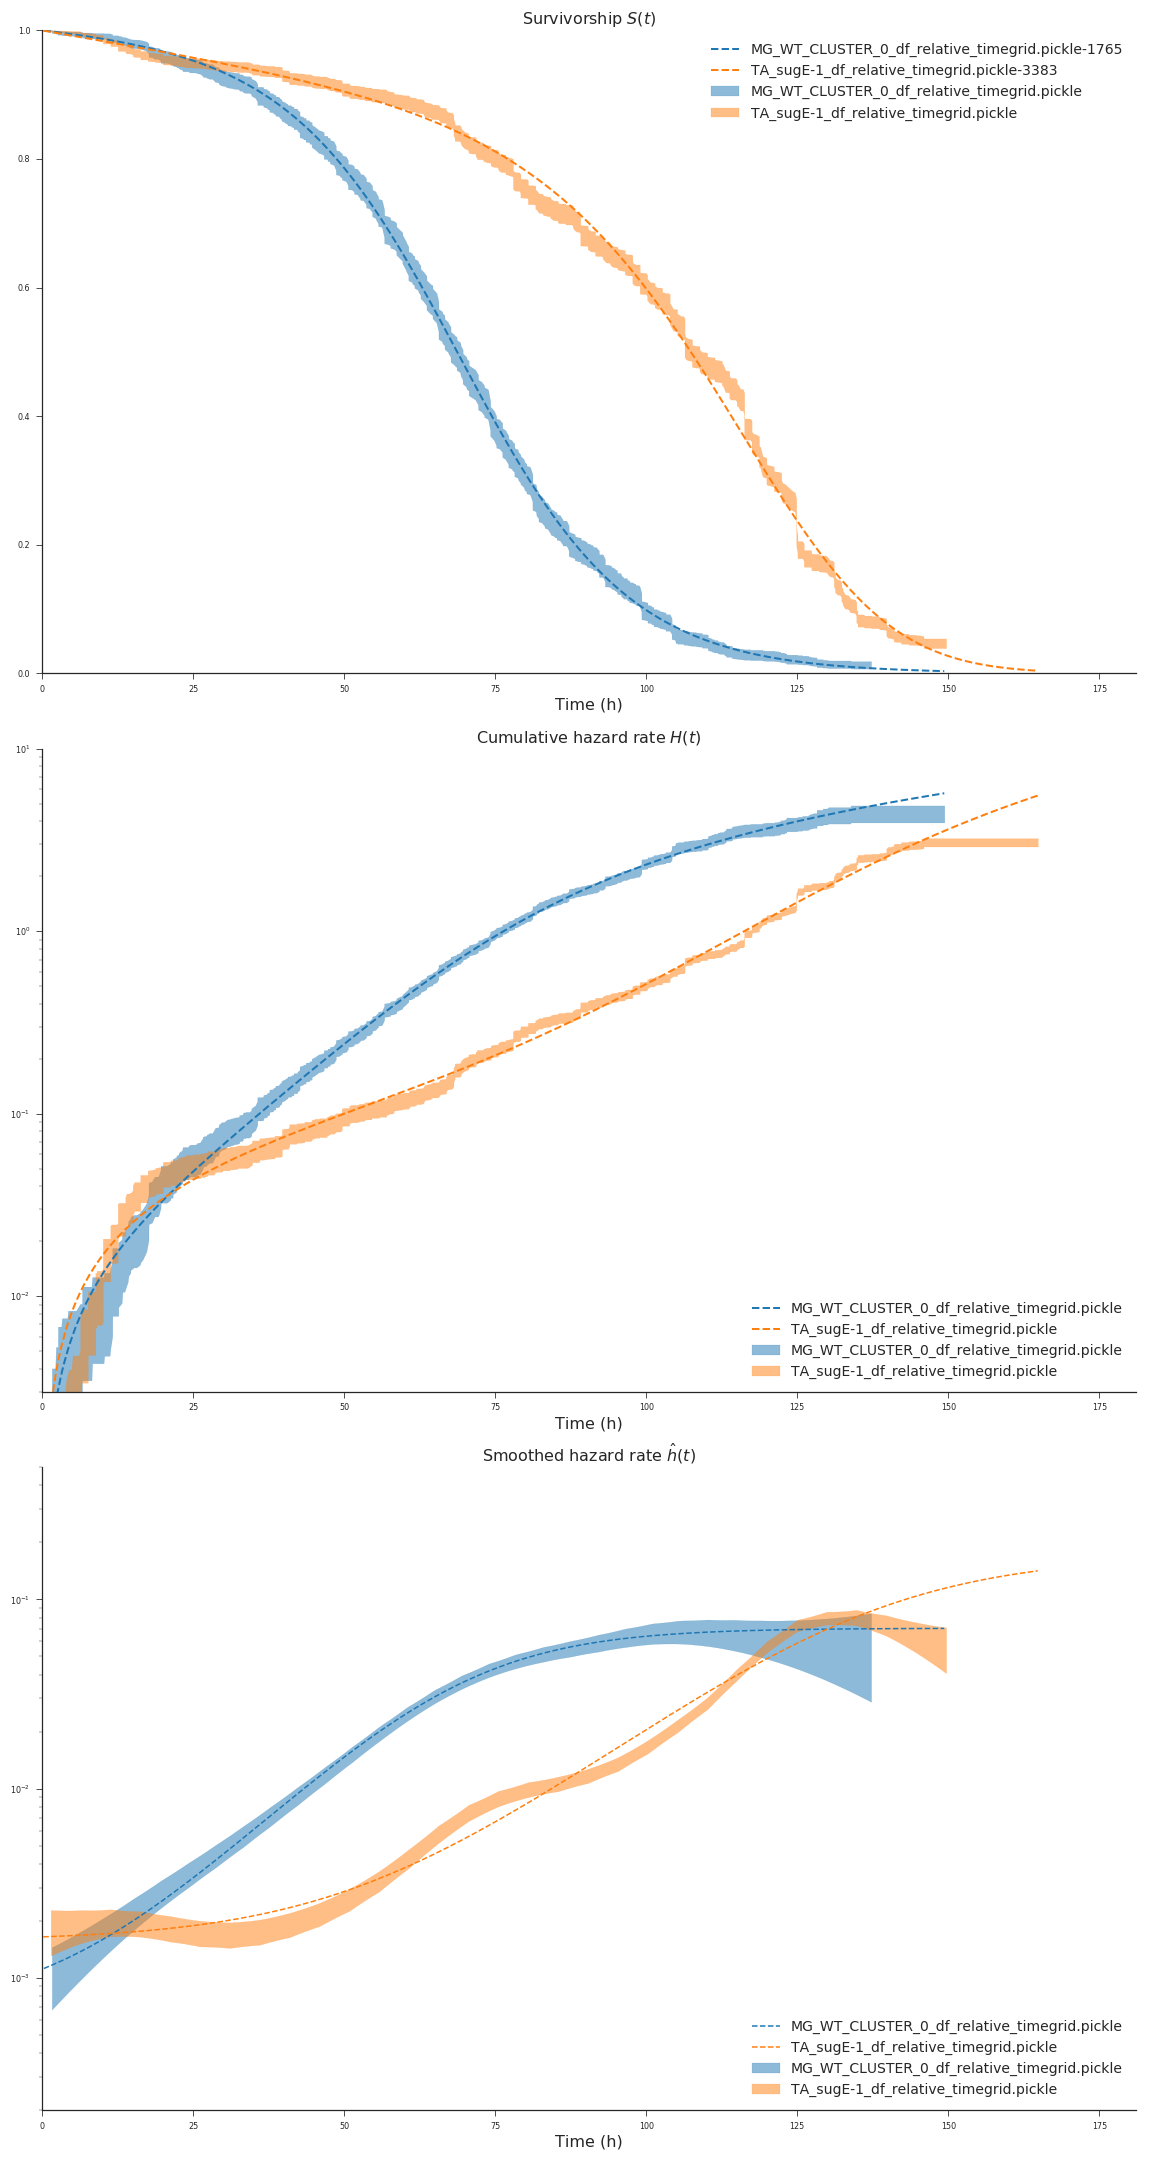 Survivorship S(t)
MG_WT_CLUSTER_0_df_relative_timegrid.pickle-1765
TA_sugE-1_df_relative_timegrid.pickle-3383
MG_WT_CLUSTER_0_df_relative_timegrid.pickle
TA_sugE-1_df_relative_timegrid.pickle
1.0
0.8
0.6
0.4
0.2
0.0
0 25 50 75 100 125 150 175
Time (h)
Cumulative hazard rate H(t)
10¹
10⁰
10⁻¹
10⁻²
MG_WT_CLUSTER_0_df_relative_timegrid.pickle
TA_sugE-1_df_relative_timegrid.pickle
MG_WT_CLUSTER_0_df_relative_timegrid.pickle
TA_sugE-1_df_relative_timegrid.pickle
0 25 50 75 100 125 150 175
Time (h)
Smoothed hazard rate ĥ(t)
10⁻¹
10⁻²
10⁻³
MG_WT_CLUSTER_0_df_relative_timegrid.pickle
TA_sugE-1_df_relative_timegrid.pickle
MG_WT_CLUSTER_0_df_relative_timegrid.pickle
TA_sugE-1_df_relative_timegrid.pickle
0 25 50 75 100 125 150 175
Time (h)